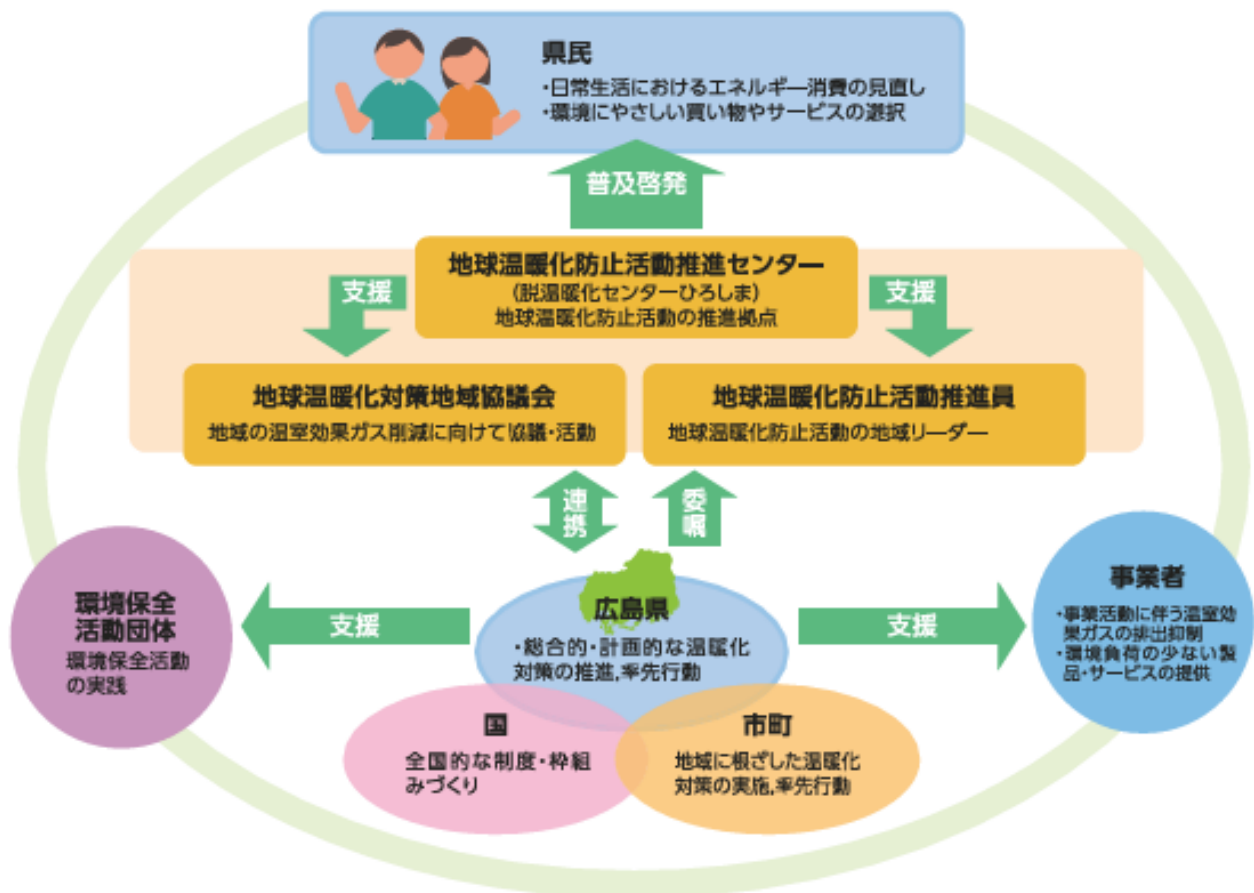 県民
・日常生活におけるエネルギー消費の見直し
・環境にやさしい買い物やサービスの選択
普及啓発
地球温暖化防止活動推進センター
(脱温暖化センターひろしま)
地球温暖化防止活動の推進拠点
支援
支援
地球温暖化対策地域協議会
地域の温室効果ガス削減に向けて協議・活動
地球温暖化防止活動推進員
地球温暖化防止活動の地域リーダー
連携
委嘱
環境保全
活動団体
環境保全活動
の実践
支援
広島県
・総合的・計画的な温暖化
対策の推進,率先行動
支援
事業者
・事業活動に伴う温室効
果ガスの排出抑制
・環境負荷の少ない製
品・サービスの提供
国
全国的な制度・枠組
みづくり
市町
地域に根ざした温暖化
対策の実施,率先行動